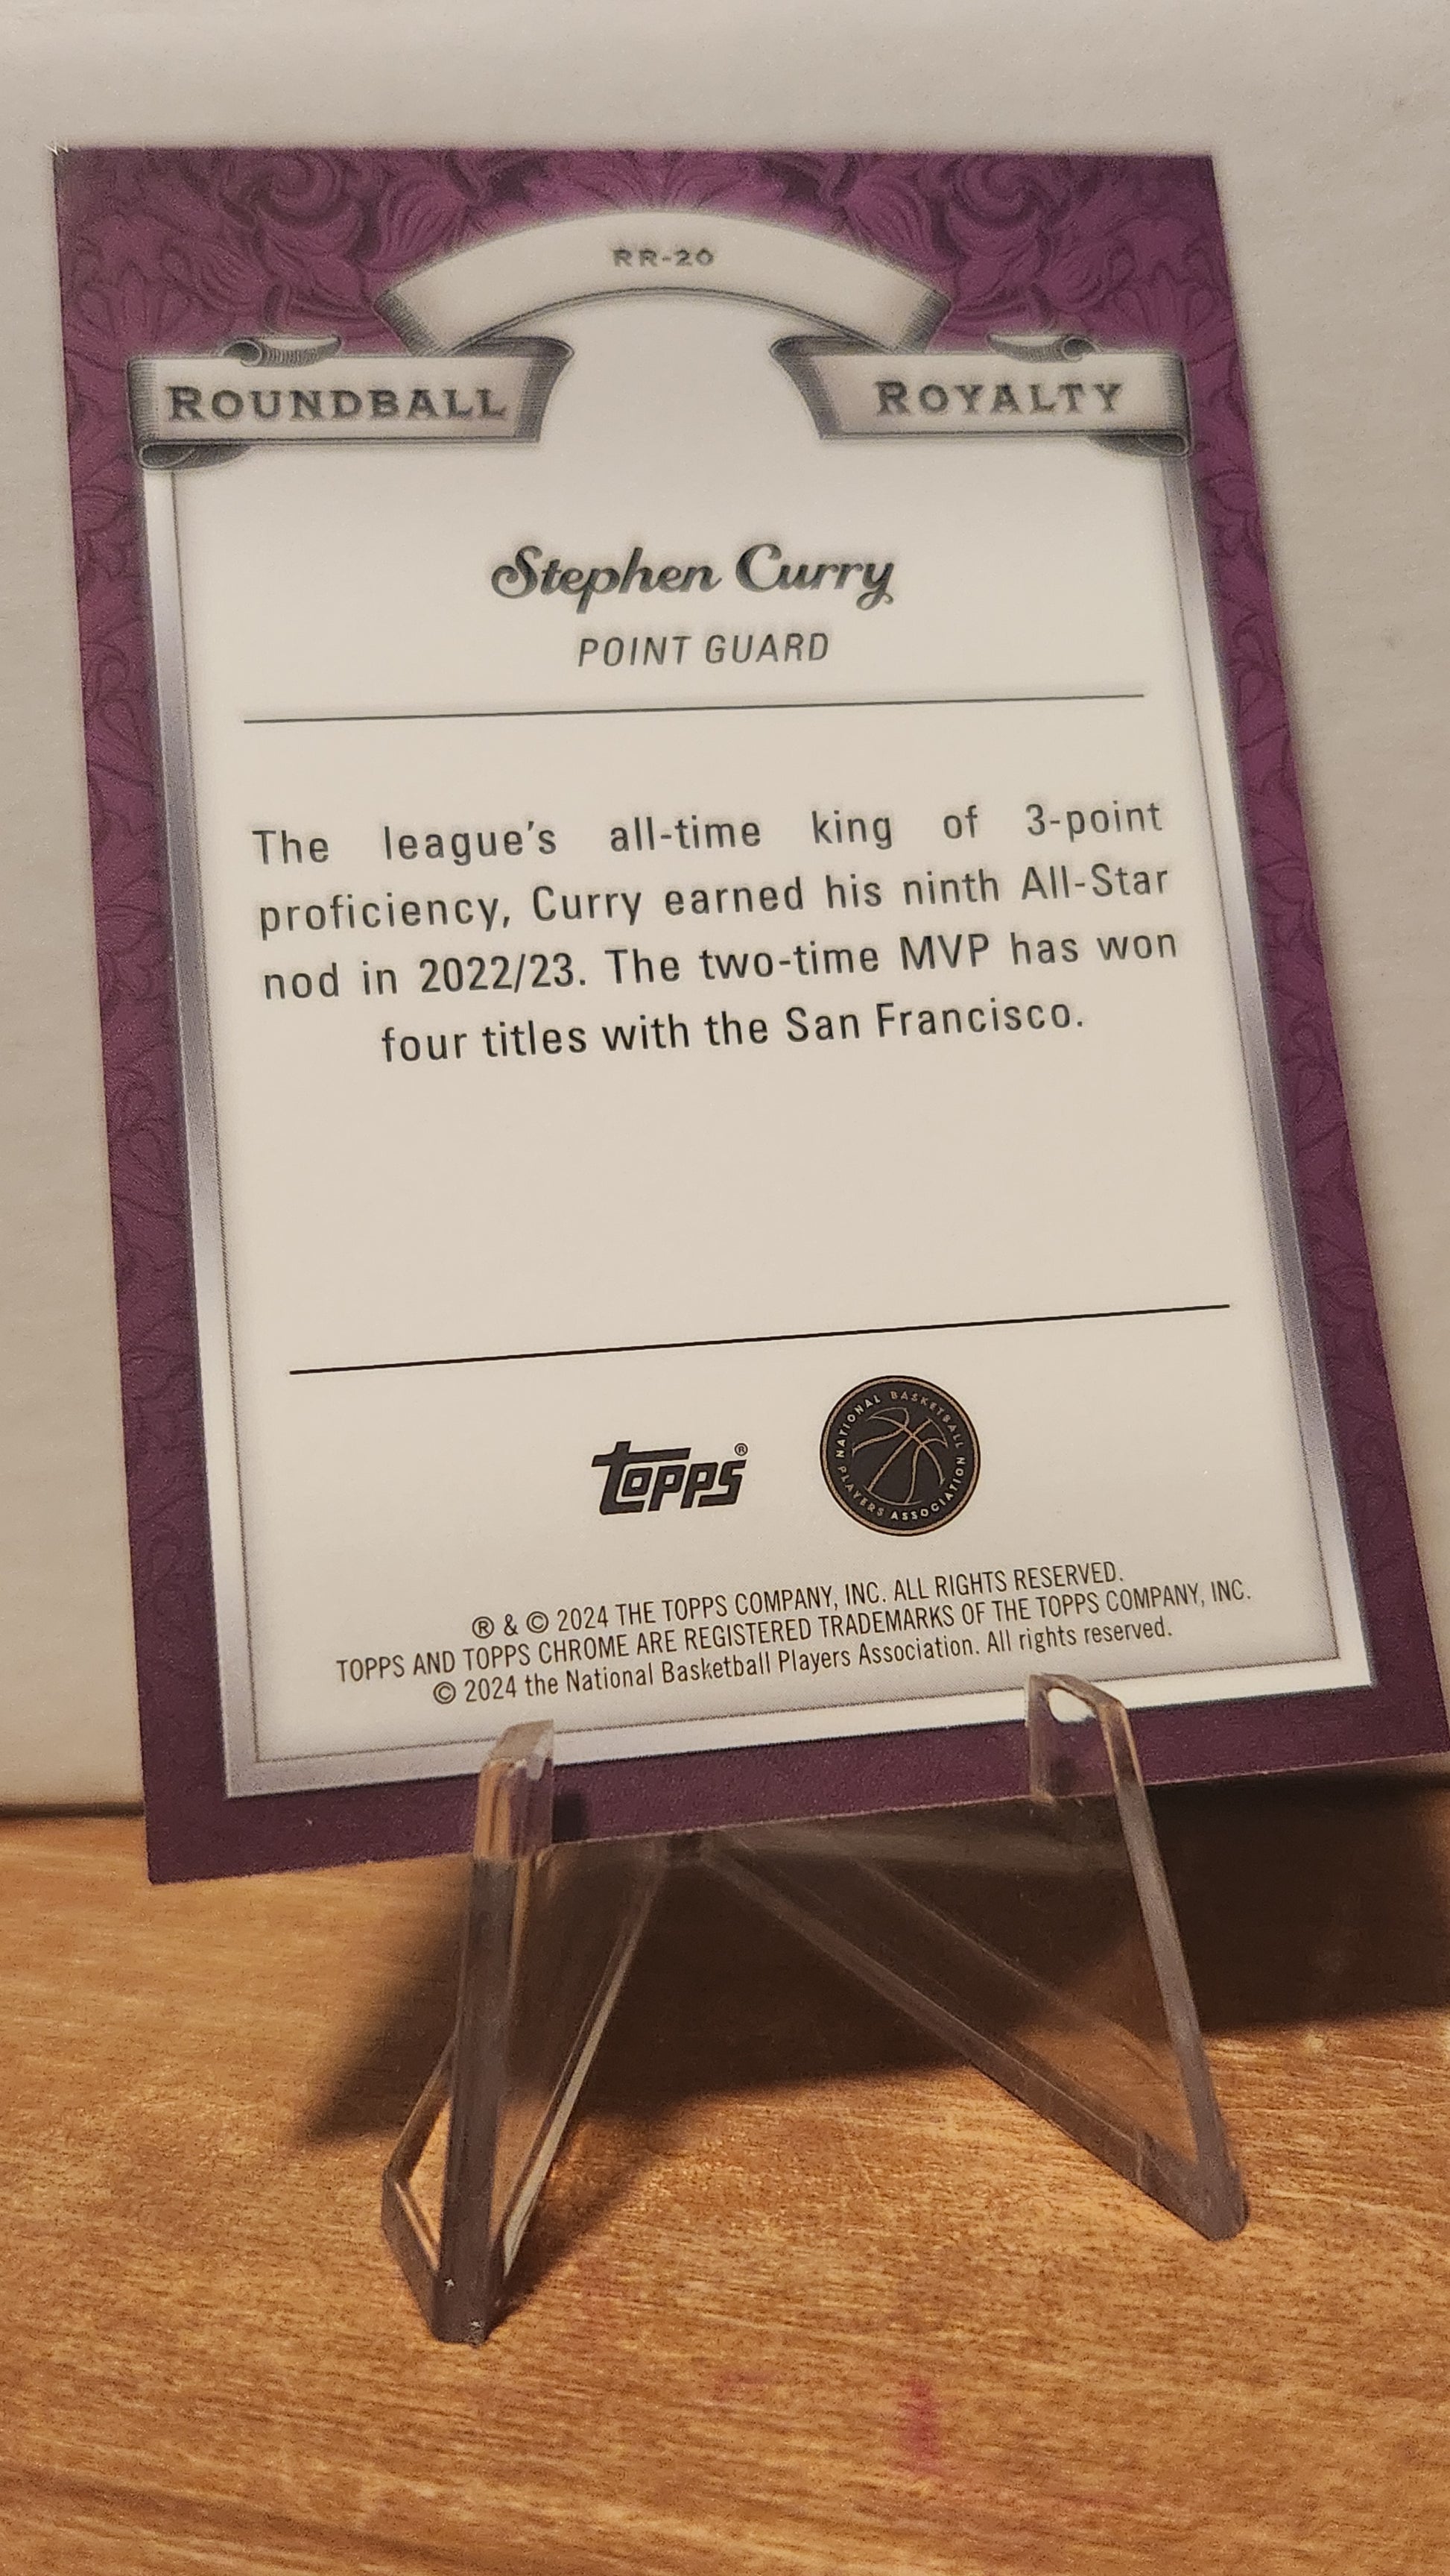 RR-20
ROUNDBALL ROYALTY
Stephen Curry
POINT GUARD
The league's all-time king of 3-point
proficiency, Curry earned his ninth All-Star
nod in 2022/23. The two-time MVP has won
four titles with the San Francisco.
TOPPS®
NATIONAL BASKETBALL PLAYERS ASSOCIATION
® & © 2024 THE TOPPS COMPANY, INC. ALL RIGHTS RESERVED.
TOPPS AND TOPPS CHROME ARE REGISTERED TRADEMARKS OF THE TOPPS COMPANY, INC.
© 2024 the National Basketball Players Association. All rights reserved.